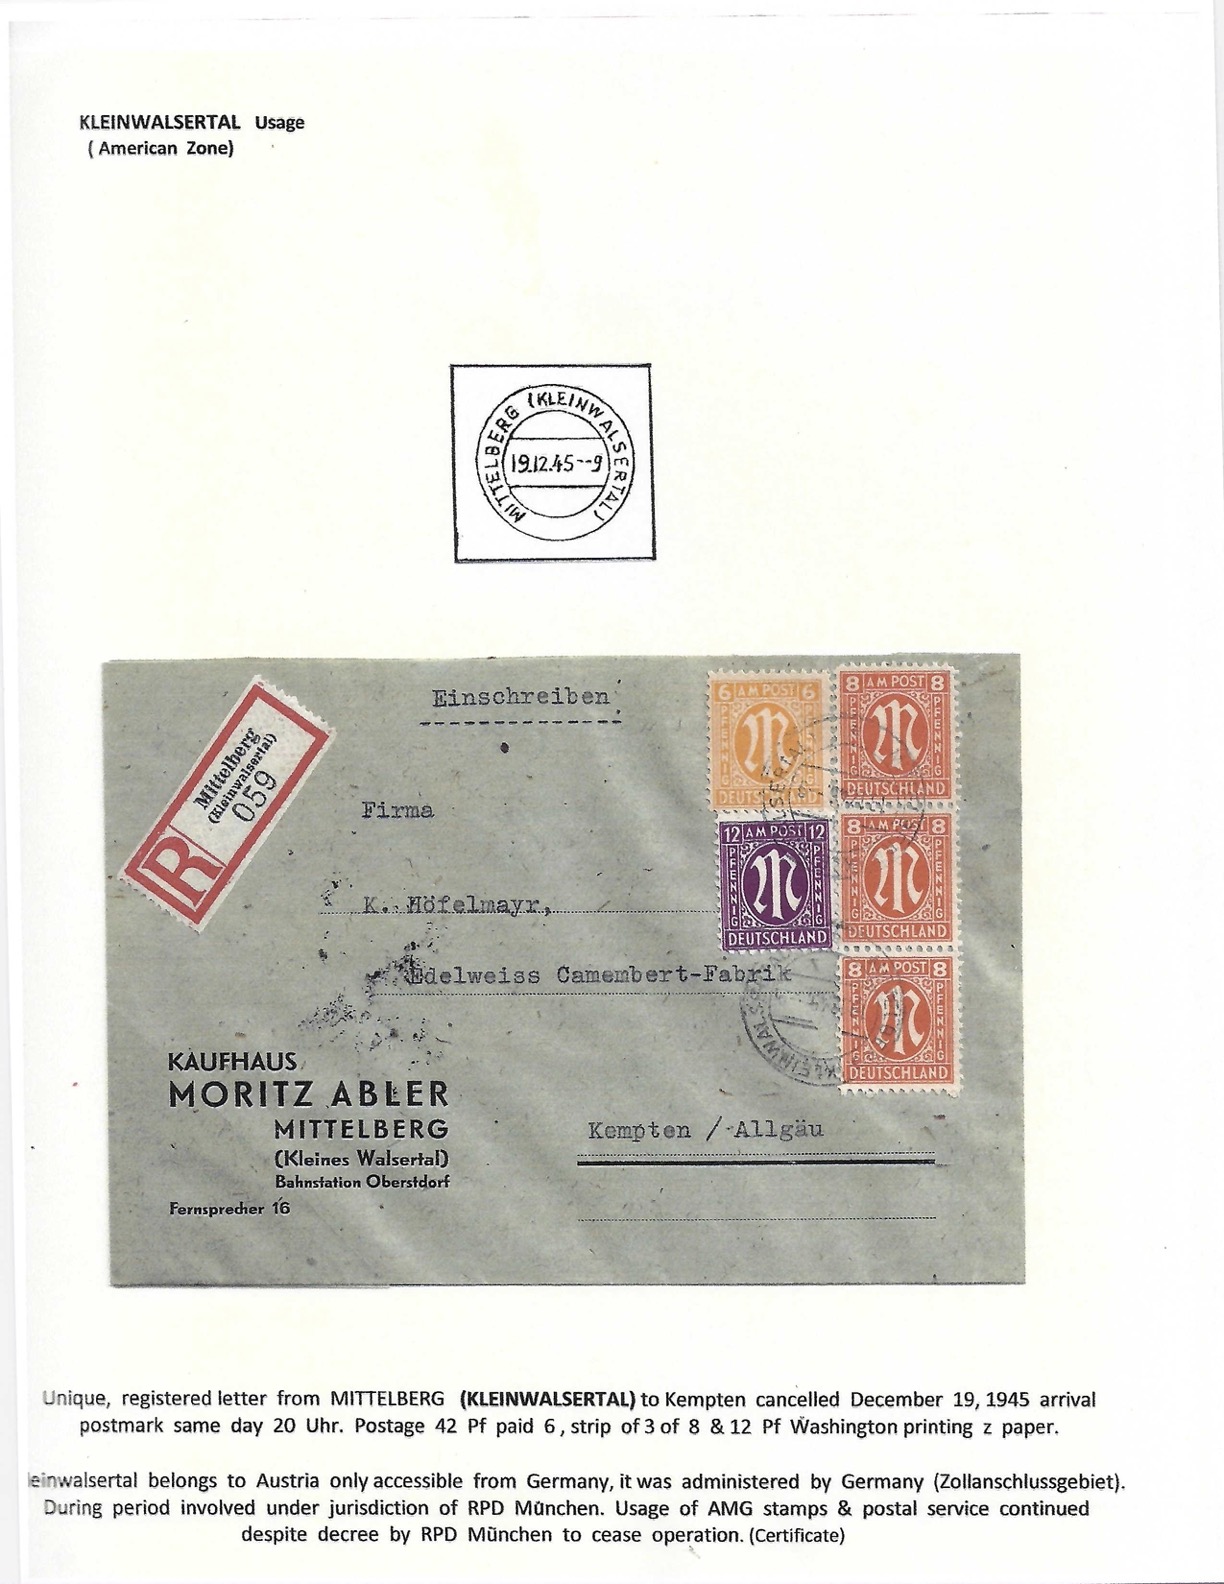 KLEINWALSERTAL Usage
( American Zone)
MITTELBERG (KLEINWALSERTAL)
19.12.45--9
Einschreiben
Mittelberg
(Kleinwalsertal)
059
R
6 AM POST 6
PFENNIG
DEUTSCHLAND
8 AM POST 8
PFENNIG PFENNIG
DEUTSCHLAND
12 AM POST 12
PFENNIG PFENNIG
DEUTSCHLAND
8 AM POST 8
PFENNIG PFENNIG
DEUTSCHLAND
8 AM POST 8
PFENNIG PFENNIG
DEUTSCHLAND
Firma
K. Höfelmayr,
Edelweiss Camembert-Fabrik
Kempten / Allgäu
KAUFHAUS
MORITZ ABLER
MITTELBERG
(Kleines Walsertal)
Bahnstation Oberstdorf
Fernsprecher 16
Unique, registered letter from MITTELBERG (KLEINWALSERTAL) to Kempten cancelled December 19, 1945 arrival
postmark same day 20 Uhr. Postage 42 Pf paid 6, strip of 3 of 8 & 12 Pf Washington printing z paper.
leinwalsertal belongs to Austria only accessible from Germany, it was administered by Germany (Zollanschlussgebiet).
During period involved under jurisdiction of RPD München. Usage of AMG stamps & postal service continued
despite decree by RPD München to cease operation. (Certificate)